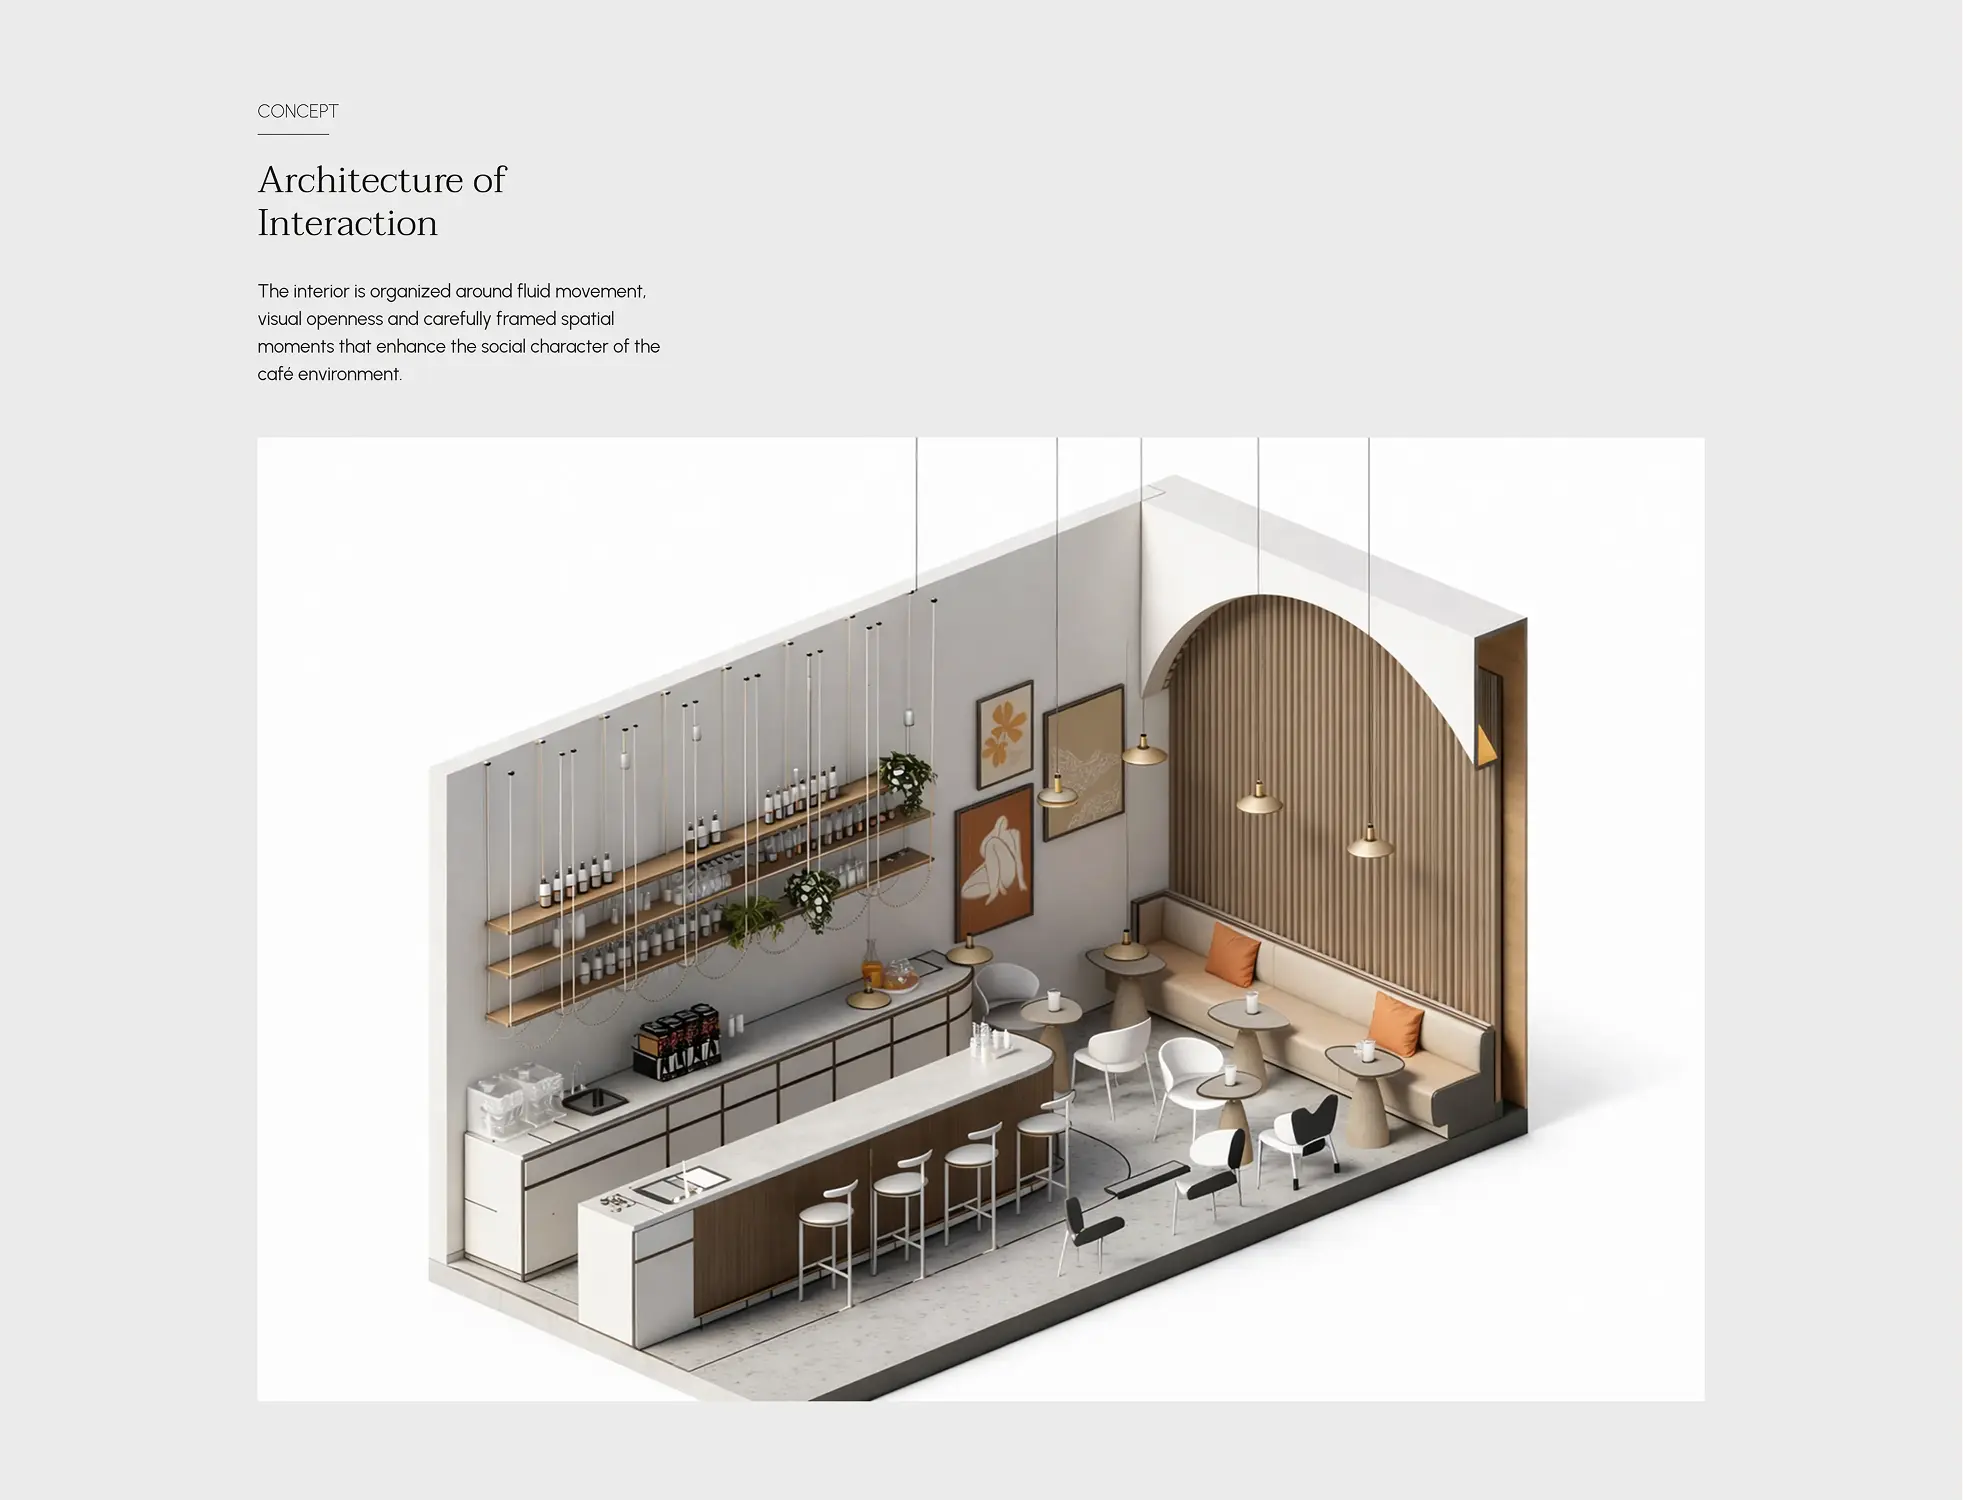 CONCEPT
Architecture of
Interaction
The interior is organized around fluid movement,
visual openness and carefully framed spatial
moments that enhance the social character of the
café environment.